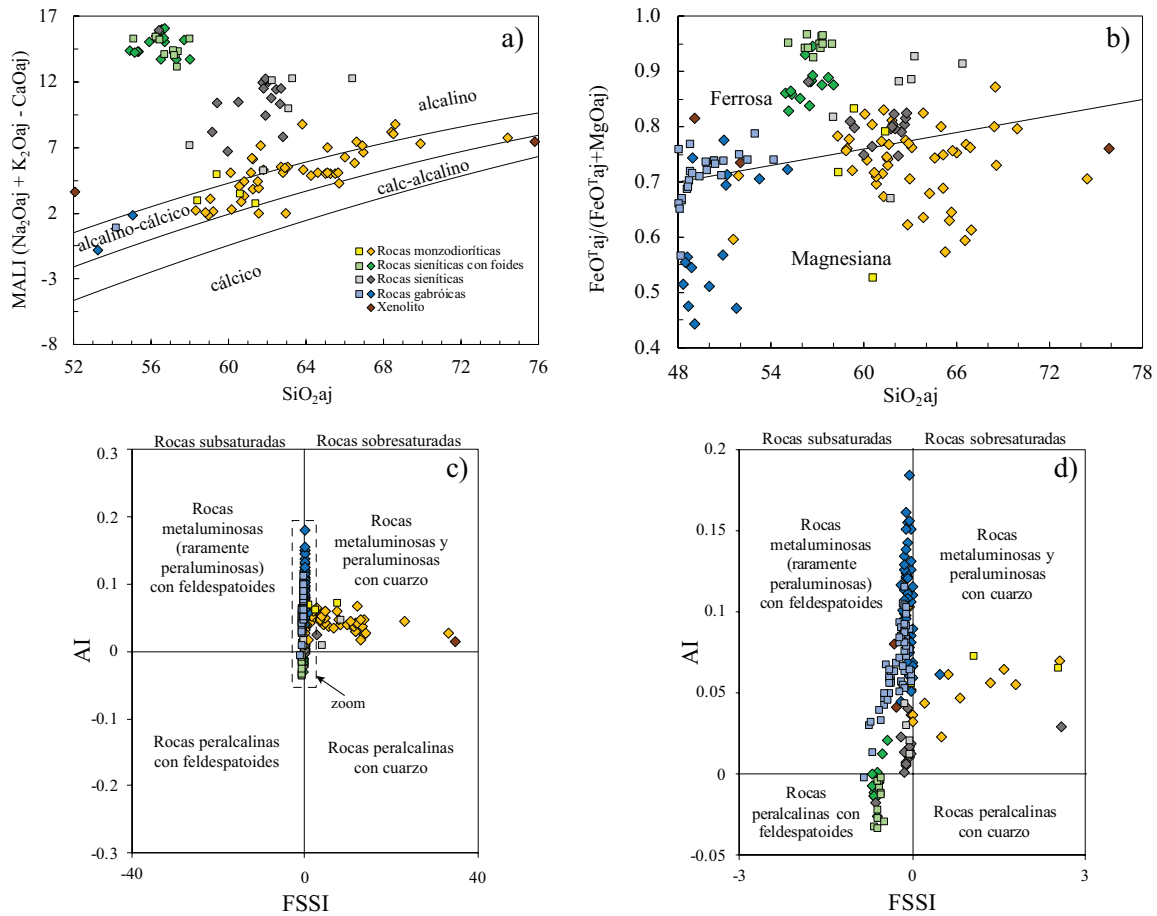 a)
17
12
7
2
-3
-8
MALI (Na₂Oaj + K₂Oaj - CaOaj)
52
56
60
64
68
72
76
SiO₂aj
alcalino
calc-alcalino
alcalino-cálcico
cálcico
Rocas monzodioríticas
Rocas sieníticas con foides
Rocas sieníticas
Rocas gabróicas
Xenolito
b)
1.0
0.9
0.8
0.7
0.6
0.5
0.4
FeOᵀaj/(FeOᵀaj+MgOaj)
48
54
60
66
72
78
SiO₂aj
Ferrosa
Magnesiana
c)
Rocas subsaturadas
Rocas sobresaturadas
0.3
0.2
0.1
0
-0.1
-0.2
-0.3
AI
-40
0
40
FSSI
Rocas
metaluminosas
(raramente
peraluminosas)
con feldespatoides
Rocas
metaluminosas y
peraluminosas
con cuarzo
zoom
Rocas peralcalinas
con feldespatoides
Rocas peralcalinas
con cuarzo
d)
Rocas subsaturadas
Rocas sobresaturadas
0.2
0.15
0.1
0.05
0
-0.05
AI
-3
0
3
FSSI
Rocas
metaluminosas
(raramente
peraluminosas)
con feldespatoides
Rocas
metaluminosas y
peraluminosas
con cuarzo
Rocas
peralcalinas con
feldespatoides
Rocas peralcalinas
con cuarzo